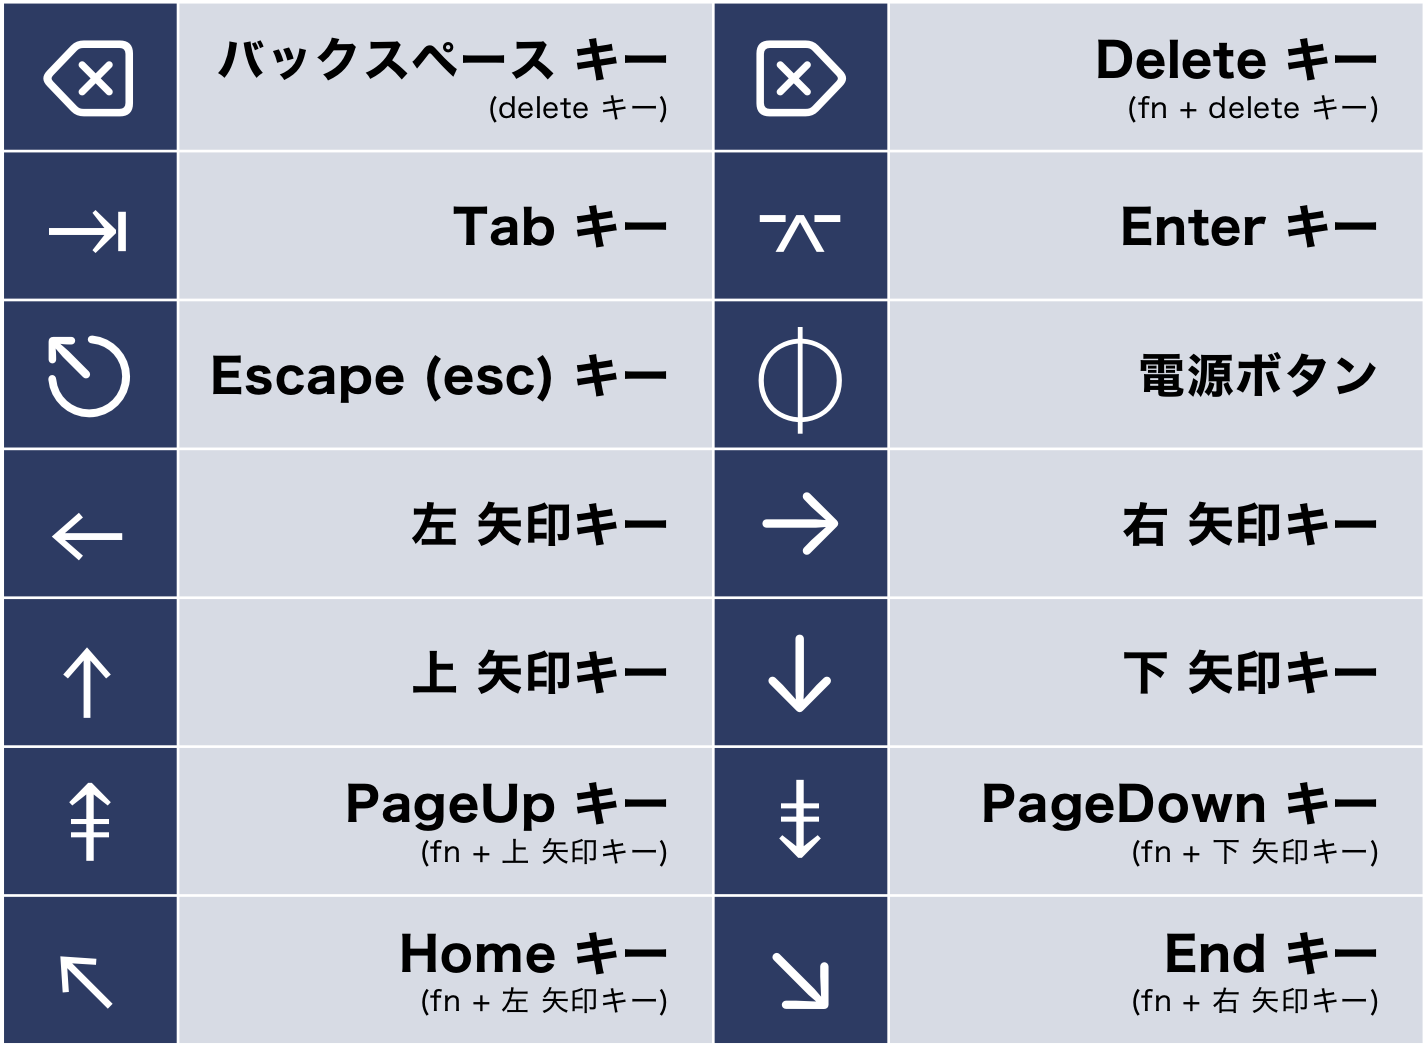 バックスペース キー
(delete キー)
Delete キー
(fn + delete キー)
Tab キー
Enter キー
Escape (esc) キー
電源ボタン
左 矢印キー
右 矢印キー
上 矢印キー
下 矢印キー
PageUp キー
(fn + 上 矢印キー)
PageDown キー
(fn + 下 矢印キー)
Home キー
(fn + 左 矢印キー)
End キー
(fn + 右 矢印キー)